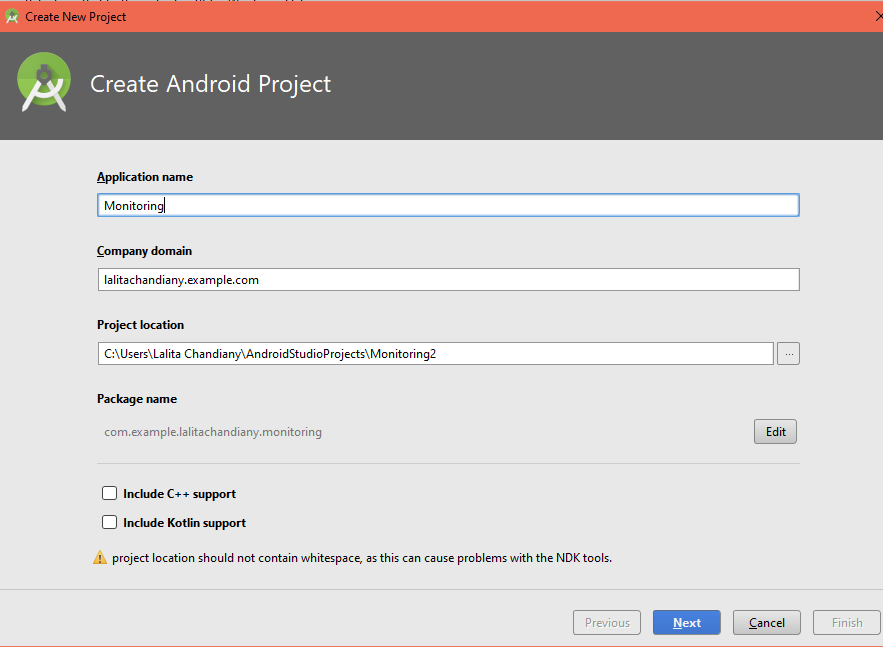 Create New Project
Create Android Project
Application name
Monitoring
Company domain
lalitachandiany.example.com
Project location
C:\Users\Lalita Chandiany\AndroidStudioProjects\Monitoring2
...
Package name
com.example.lalitachandiany.monitoring
Edit
Include C++ support
Include Kotlin support
project location should not contain whitespace, as this can cause problems with the NDK tools.
Previous Next Cancel Finish